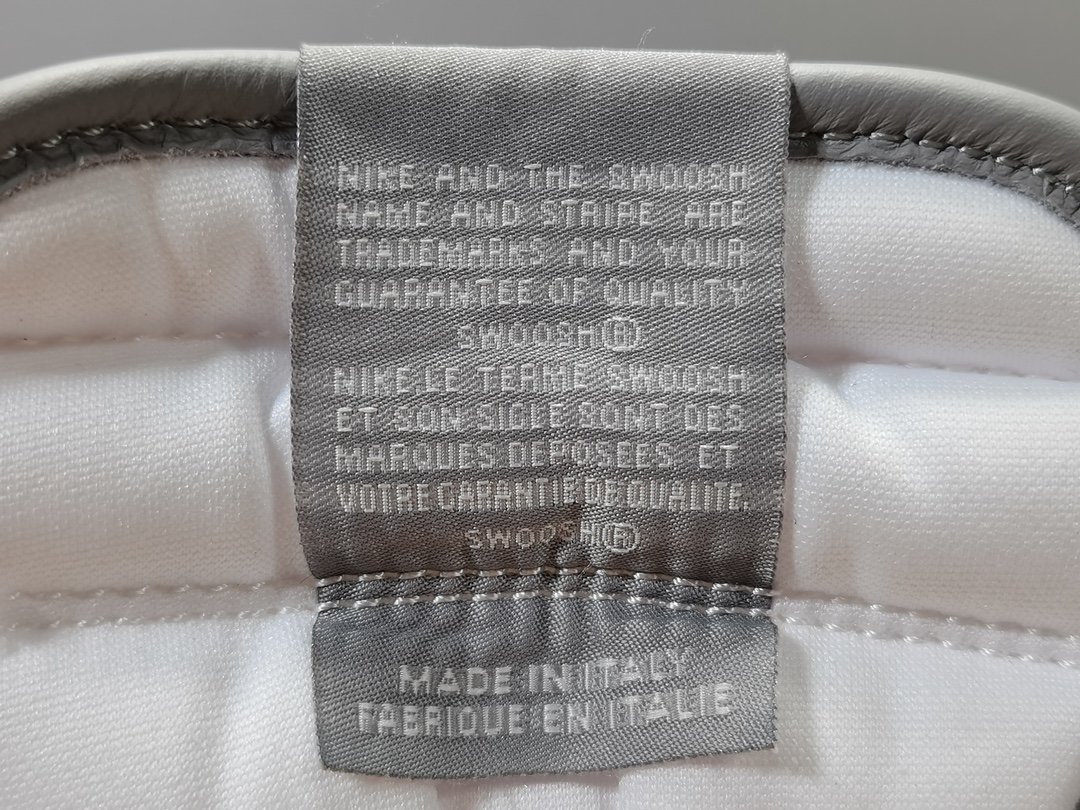 NIKE AND THE SWOOSH
NAME AND STRIPE ARE
TRADEMARKS AND YOUR
GUARANTEE OF QUALITY
SWOOSH®
NIKE, LE TERME SWOOSH
ET SON SIGLE SONT DES
MARQUES DEPOSEES ET
VOTRE GARANTIE DE QUALITE.
SWOOSH®
MADE IN ITALY
FABRIQUE EN ITALIE